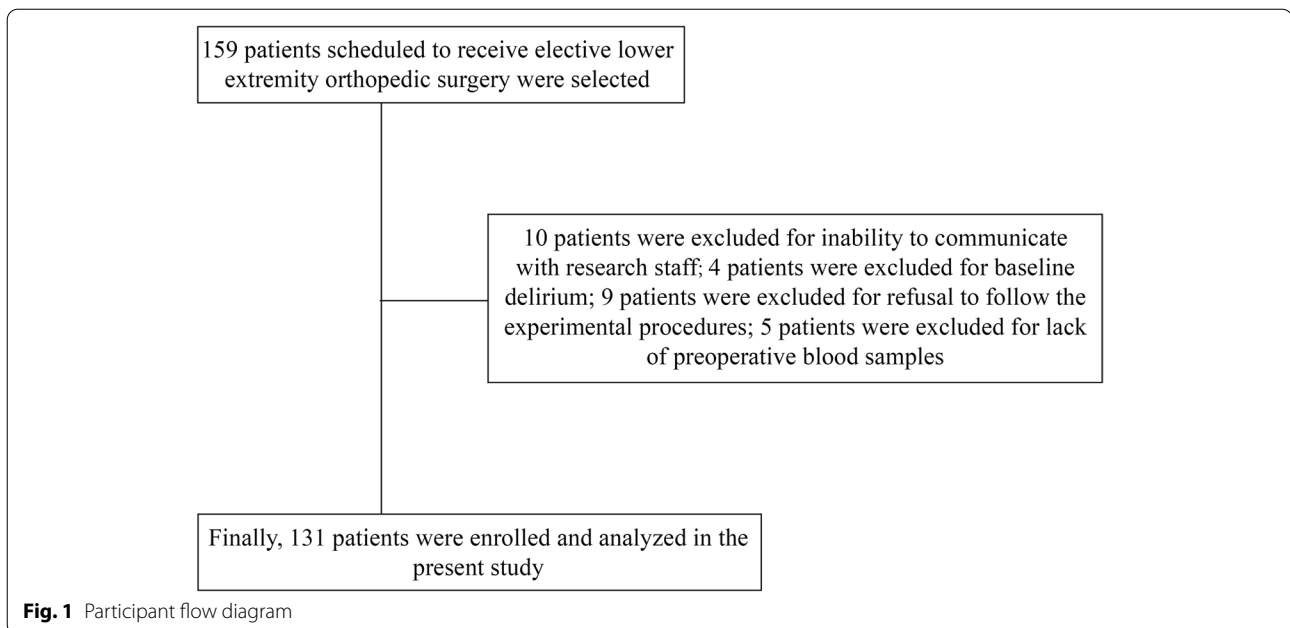 159 patients scheduled to receive elective lower
extremity orthopedic surgery were selected
10 patients were excluded for inability to communicate
with research staff; 4 patients were excluded for baseline
delirium; 9 patients were excluded for refusal to follow the
experimental procedures; 5 patients were excluded for lack
of preoperative blood samples
Finally, 131 patients were enrolled and analyzed in the
present study
Fig. 1 Participant flow diagram